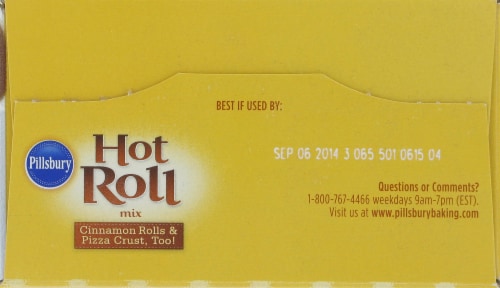 BEST IF USED BY:
SEP 06 2014 3 065 501 0615 04
Pillsbury
Hot
Roll
mix
Cinnamon Rolls &
Pizza Crust, Too!
Questions or Comments?
1-800-767-4466 weekdays 9am-7pm (EST).
Visit us at www.pillsburybaking.com